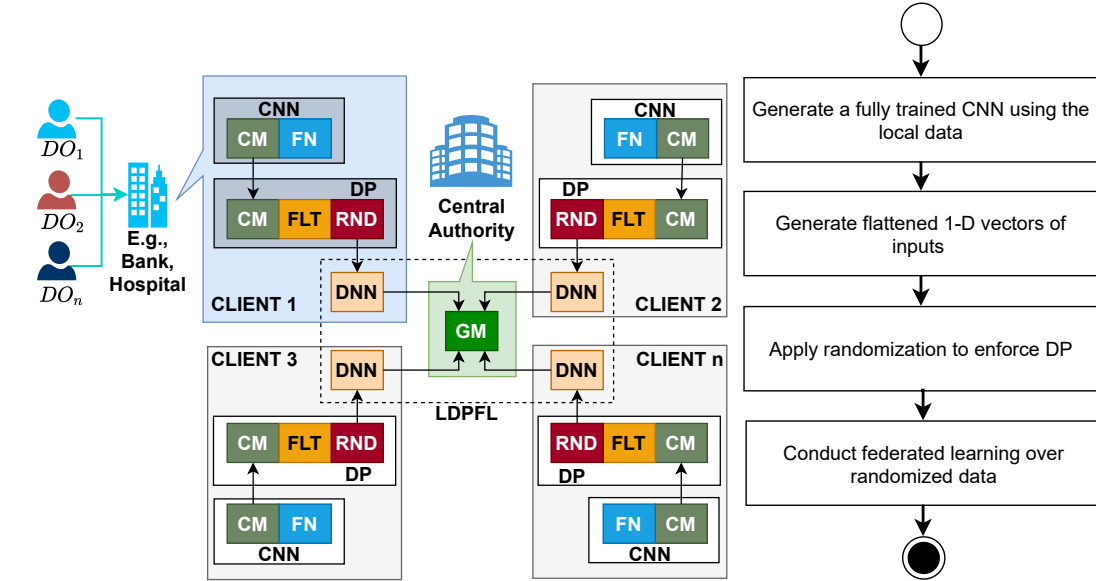 DO1
DO2
DOn
E.g.,
Bank,
Hospital
CNN
CM FN
DP
CM FLT RND
DNN
CLIENT 1
Central
Authority
GM
CNN
FN CM
DP
RND FLT CM
DNN
CLIENT 2
CLIENT 3
DNN
CM FLT RND
DP
CM FN
CNN
LDPFL
CLIENT n
DNN
RND FLT CM
DP
FN CM
CNN
Generate a fully trained CNN using the
local data
Generate flattened 1-D vectors of
inputs
Apply randomization to enforce DP
Conduct federated learning over
randomized data